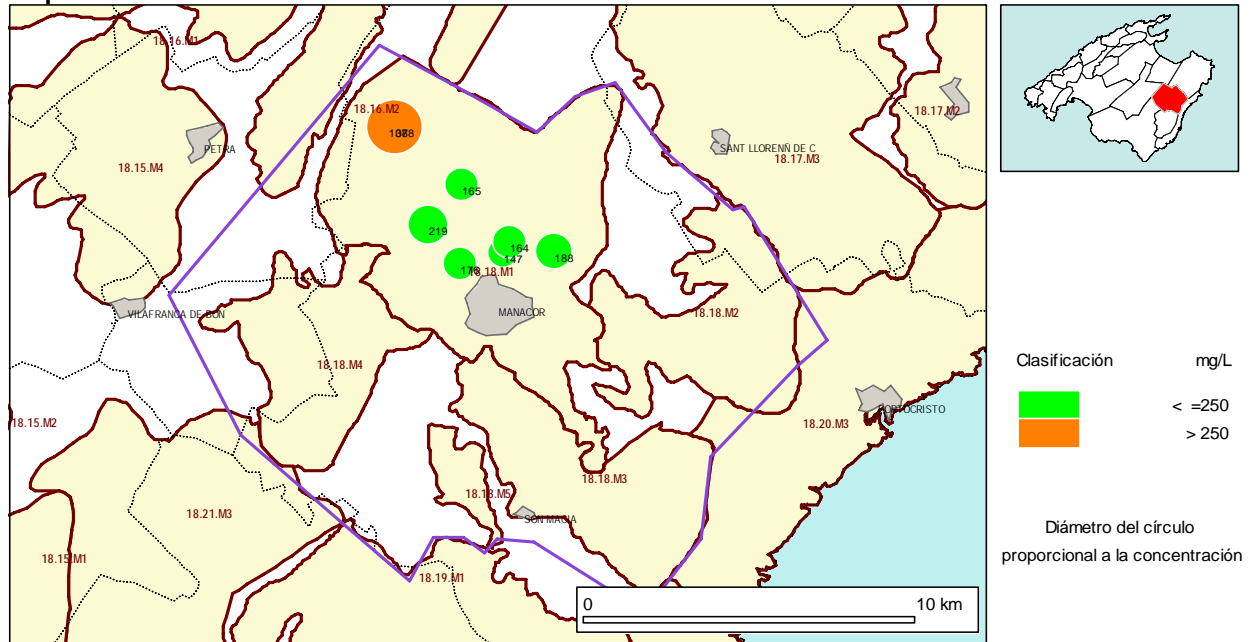 18.16.M1
18.17.M2
18.16.M2
PETRA
SANT LLORENÑ DE C
18.17.M3
18.15.M4
165
219
164
147
188
18.18.M1
MANACOR
VILAFRANCA DE BON
18.18.M2
18.18.M4
18.15.M2
18.20.M3
18.18.M3
18.18.M5
18.21.M3
SON MACIA
18.15.M1
18.19.M1
0
10 km
Clasificación mg/L
< =250
> 250
Diámetro del círculo
proporcional a la concentración